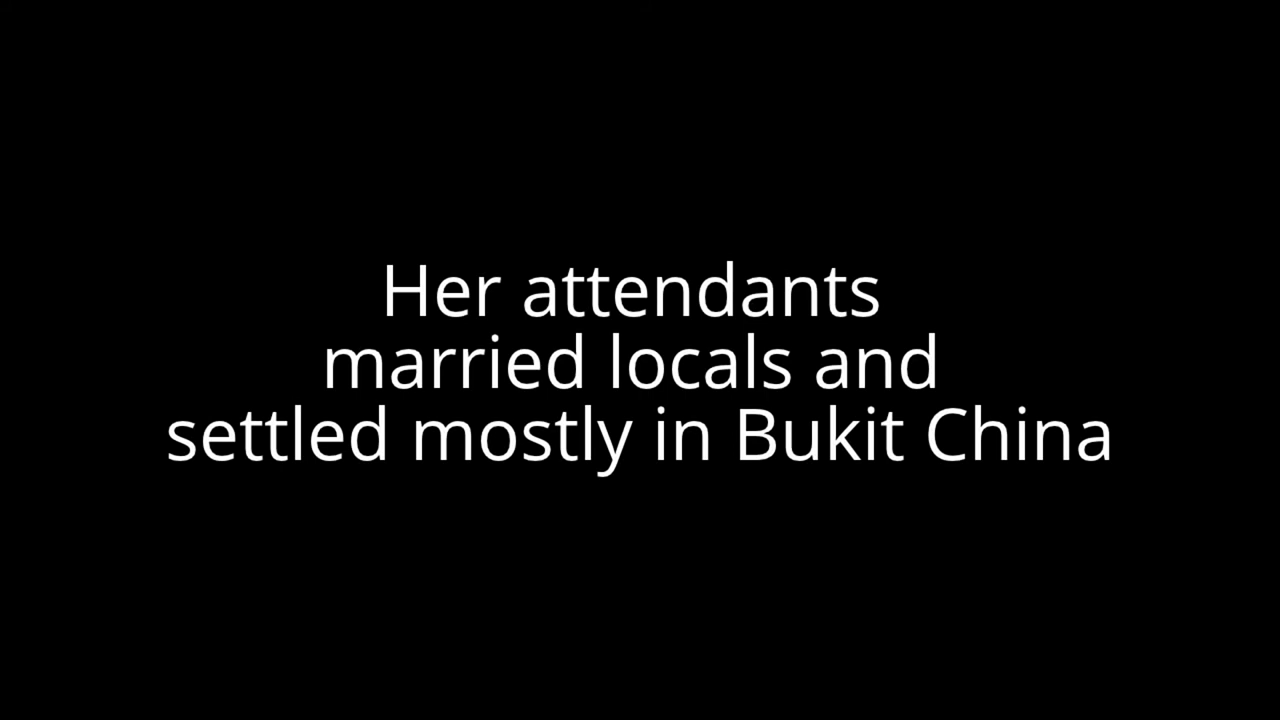 Her attendants
married locals and
settled mostly in Bukit China